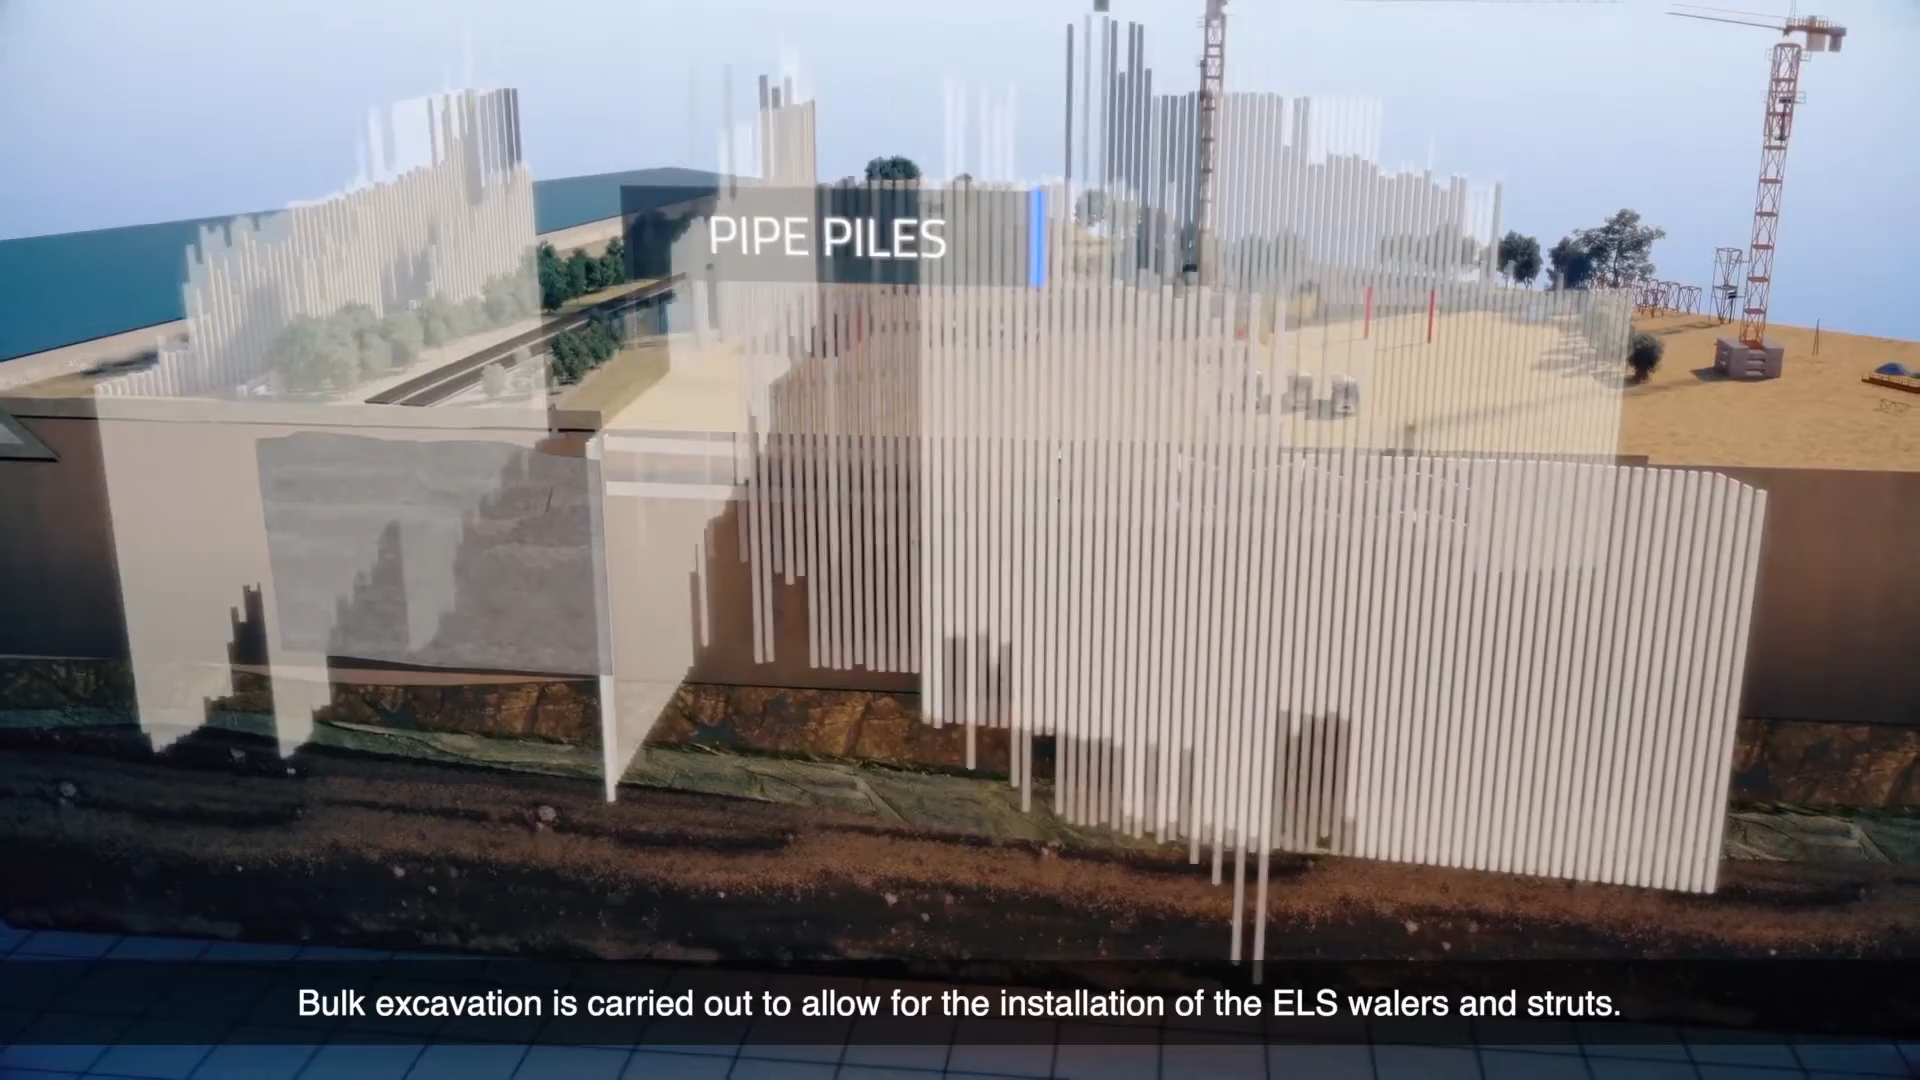 PIPE PILES
Bulk excavation is carried out to allow for the installation of the ELS walers and struts.